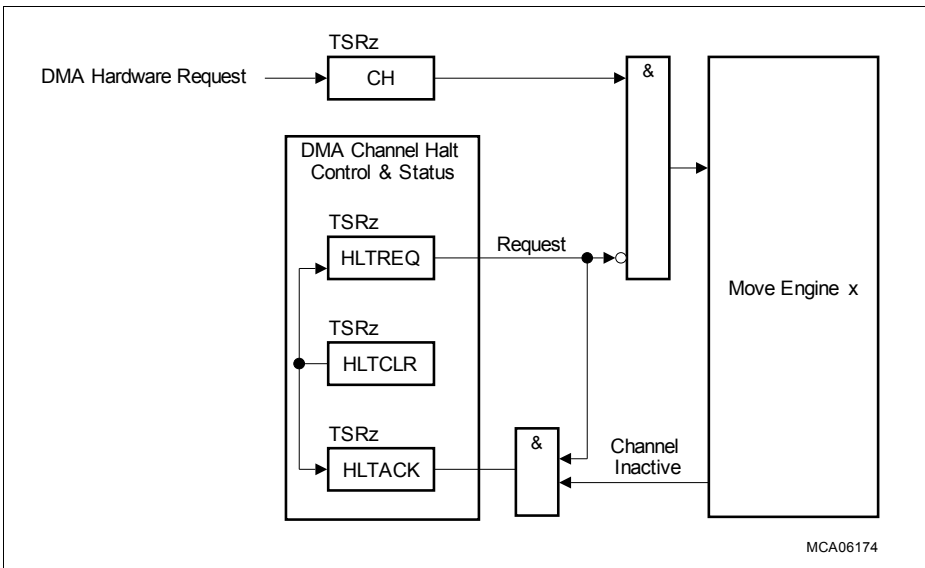 TSRz
DMA Hardware Request
CH
&
DMA Channel Halt
Control & Status
TSRz
HLTREQ
Request
Move Engine x
TSRz
HLTCLR
TSRz
HLTACK
&
Channel
Inactive
MCA06174